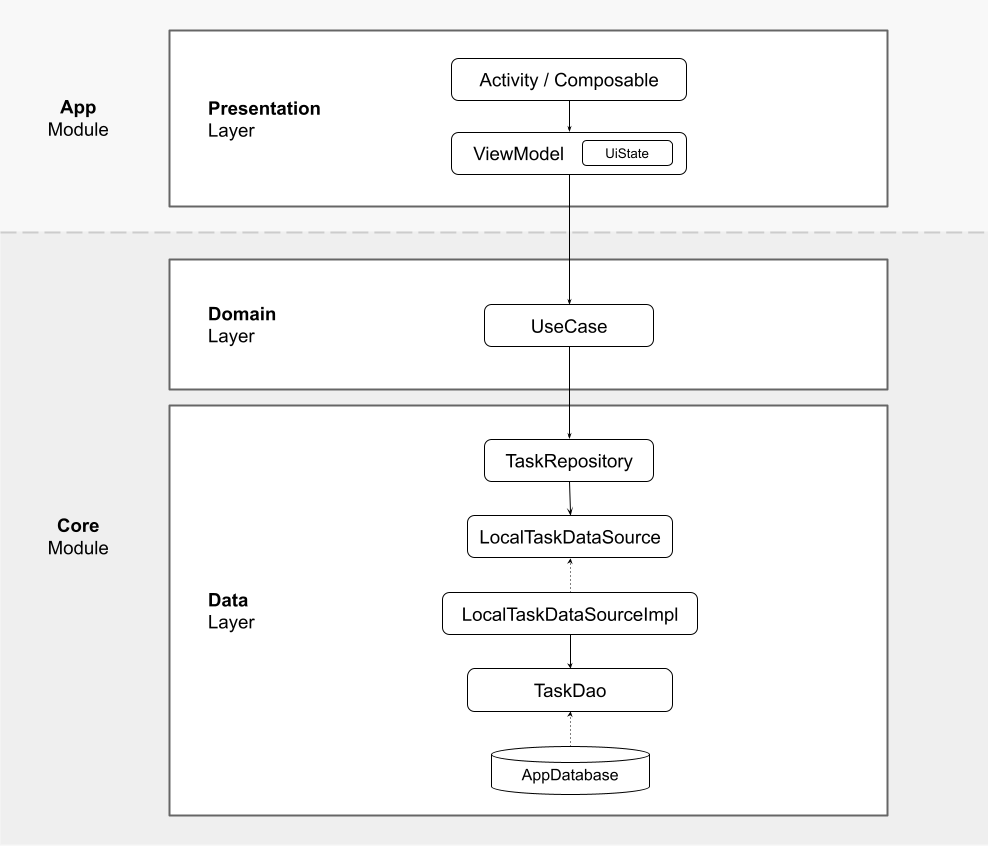 App
Module
Presentation
Layer
Activity / Composable
ViewModel
UiState
Domain
Layer
UseCase
Core
Module
Data
Layer
TaskRepository
LocalTaskDataSource
LocalTaskDataSourceImpl
TaskDao
AppDatabase